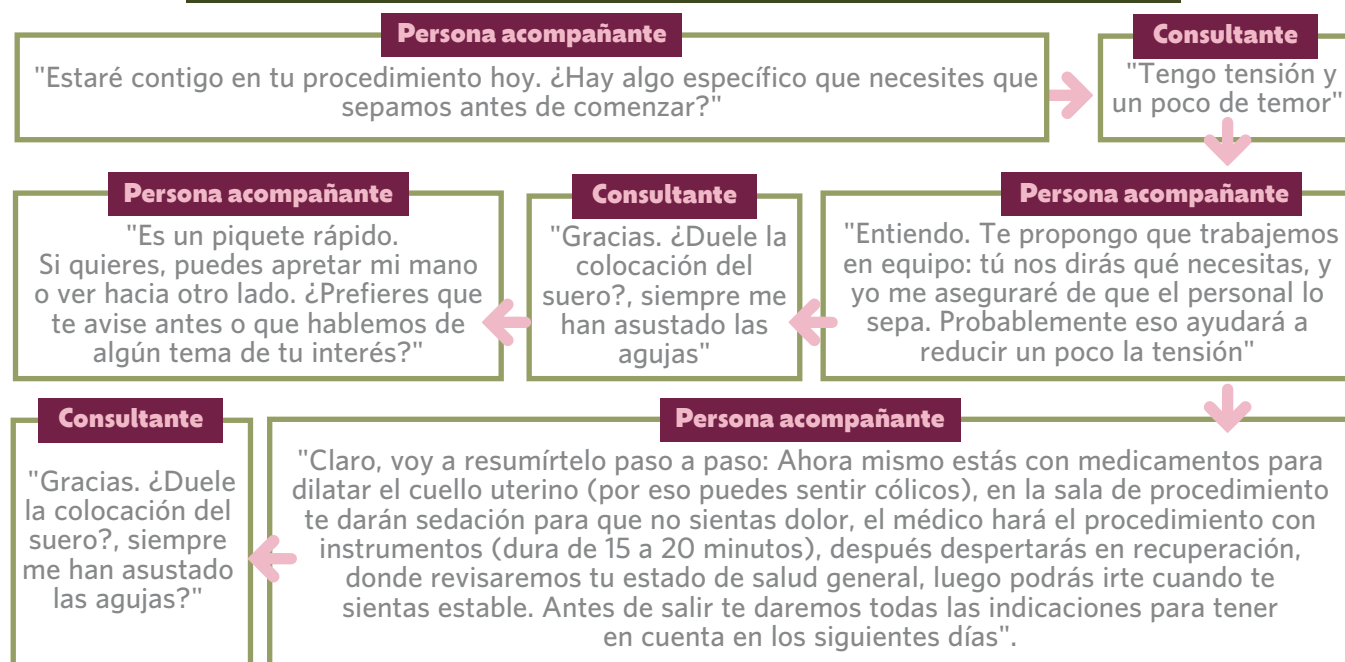 Persona acompañante
"Estaré contigo en tu procedimiento hoy. ¿Hay algo específico que necesites que
sepamos antes de comenzar?"
Consultante
"Tengo tensión y
un poco de temor"
Persona acompañante
"Entiendo. Te propongo que trabajemos
en equipo: tú nos dirás qué necesitas, y
yo me aseguraré de que el personal lo
sepa. Probablemente eso ayudará a
reducir un poco la tensión"
Consultante
"Gracias. ¿Duele la
colocación del
suero?, siempre me
han asustado las
agujas"
Persona acompañante
"Es un piquete rápido.
Si quieres, puedes apretar mi mano
o ver hacia otro lado. ¿Prefieres que
te avise antes o que hablemos de
algún tema de tu interés?"
Persona acompañante
"Claro, voy a resumírtelo paso a paso: Ahora mismo estás con medicamentos para
dilatar el cuello uterino (por eso puedes sentir cólicos), en la sala de procedimiento
te darán sedación para que no sientas dolor, el médico hará el procedimiento con
instrumentos (dura de 15 a 20 minutos), después despertarás en recuperación,
donde revisaremos tu estado de salud general, luego podrás irte cuando te
sientas estable. Antes de salir te daremos todas las indicaciones para tener
en cuenta en los siguientes días".
Consultante
"Gracias. ¿Duele
la colocación del
suero?, siempre
me han asustado
las agujas?"